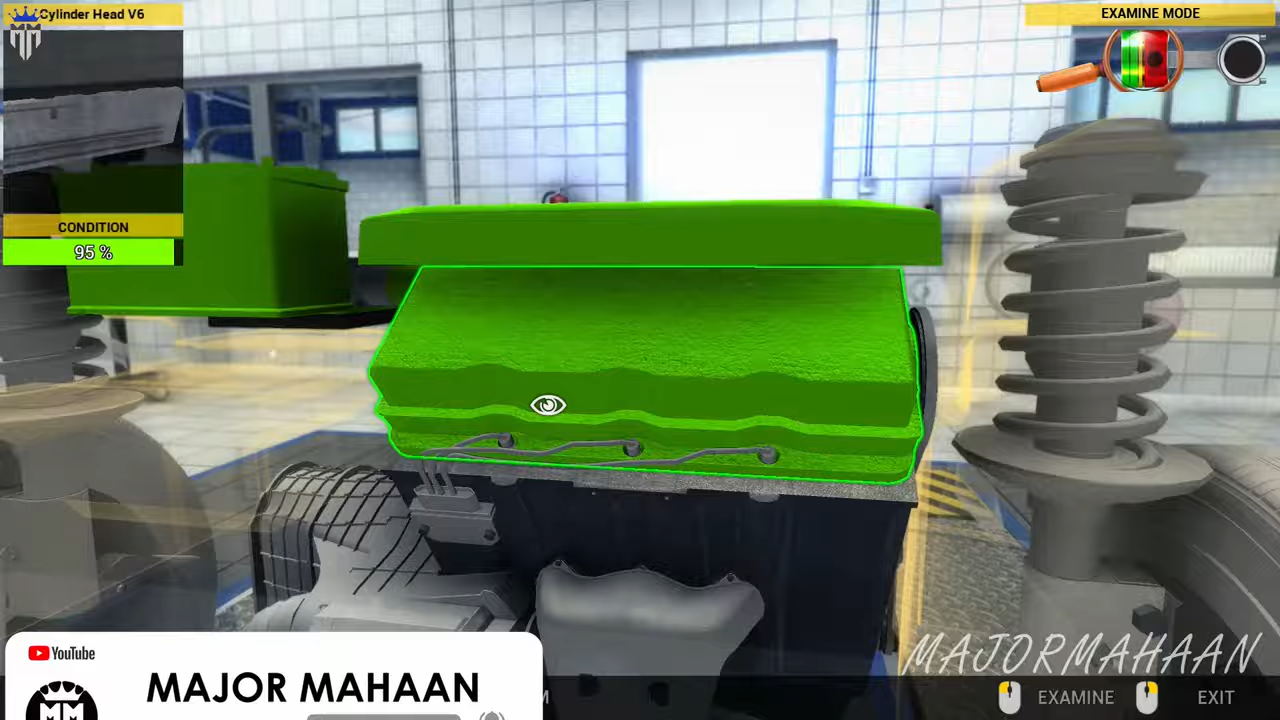 Cylinder Head V6
EXAMINE MODE
CONDITION
95 %
YouTube
MAJOR MAHAAN
MAJORMAHAAN
EXAMINE
EXIT